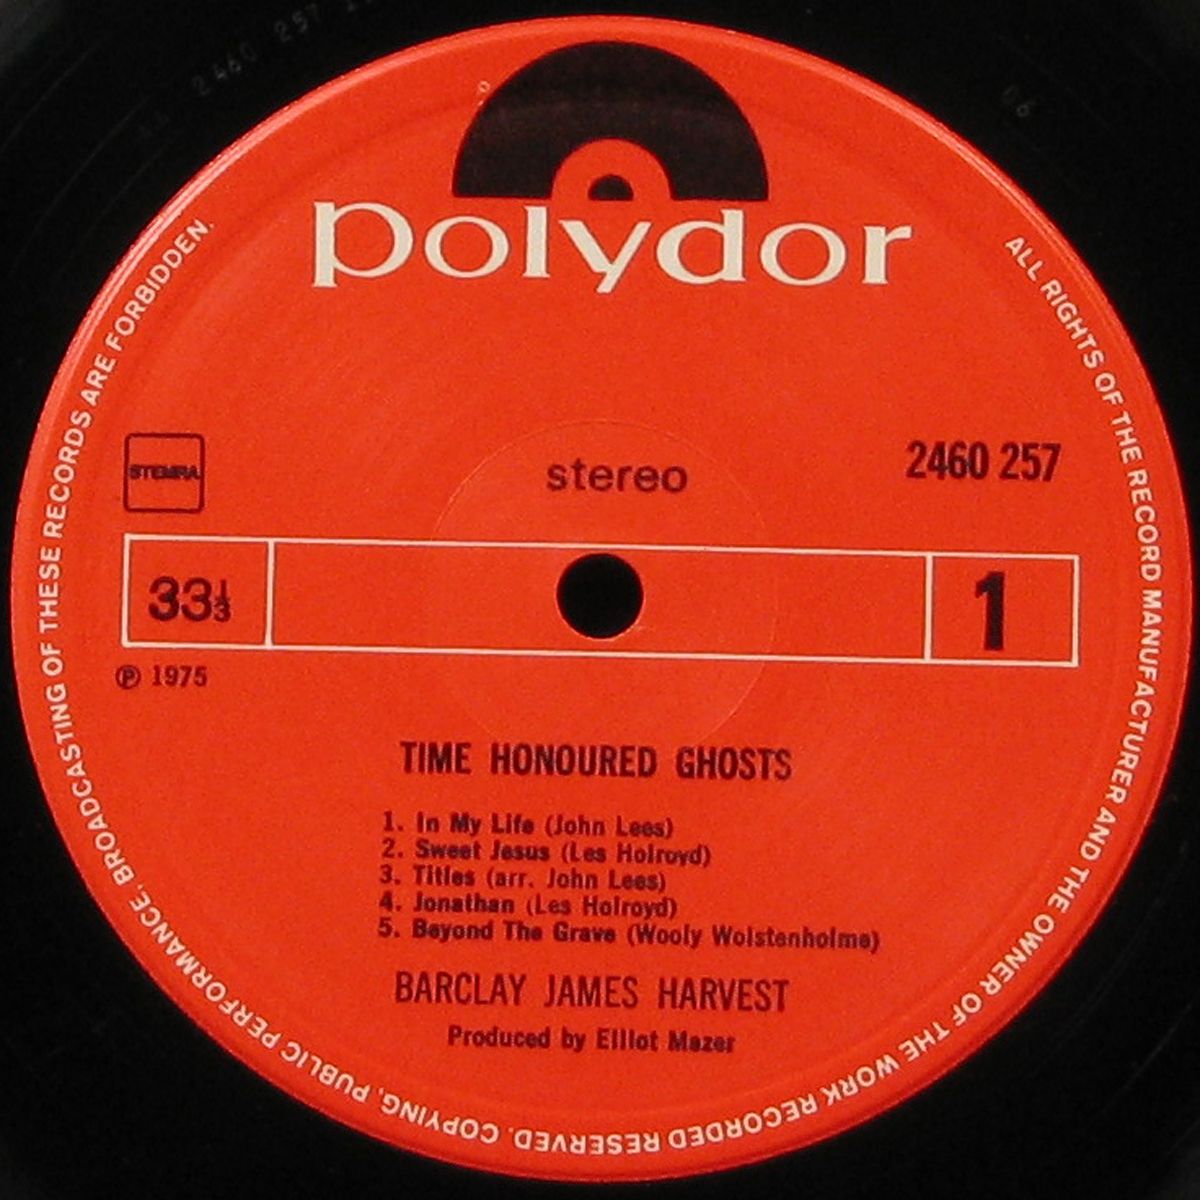 polydor
ALL RIGHTS OF THE RECORD MANUFACTURER AND THE OWNER OF THE WORK RECORDED RESERVED. COPYING, PUBLIC PERFORMANCE, BROADCASTING OF THESE RECORDS ARE FORBIDDEN.
STEMRA
stereo
2460 257
33⅓
1
℗ 1975
TIME HONOURED GHOSTS
1. In My Life (John Lees)
2. Sweet Jesus (Les Holroyd)
3. Titles (arr. John Lees)
4. Jonathan (Les Holroyd)
5. Beyond The Grave (Wooly Wolstenholme)
BARCLAY JAMES HARVEST
Produced by Elliot Mazer
2460 257